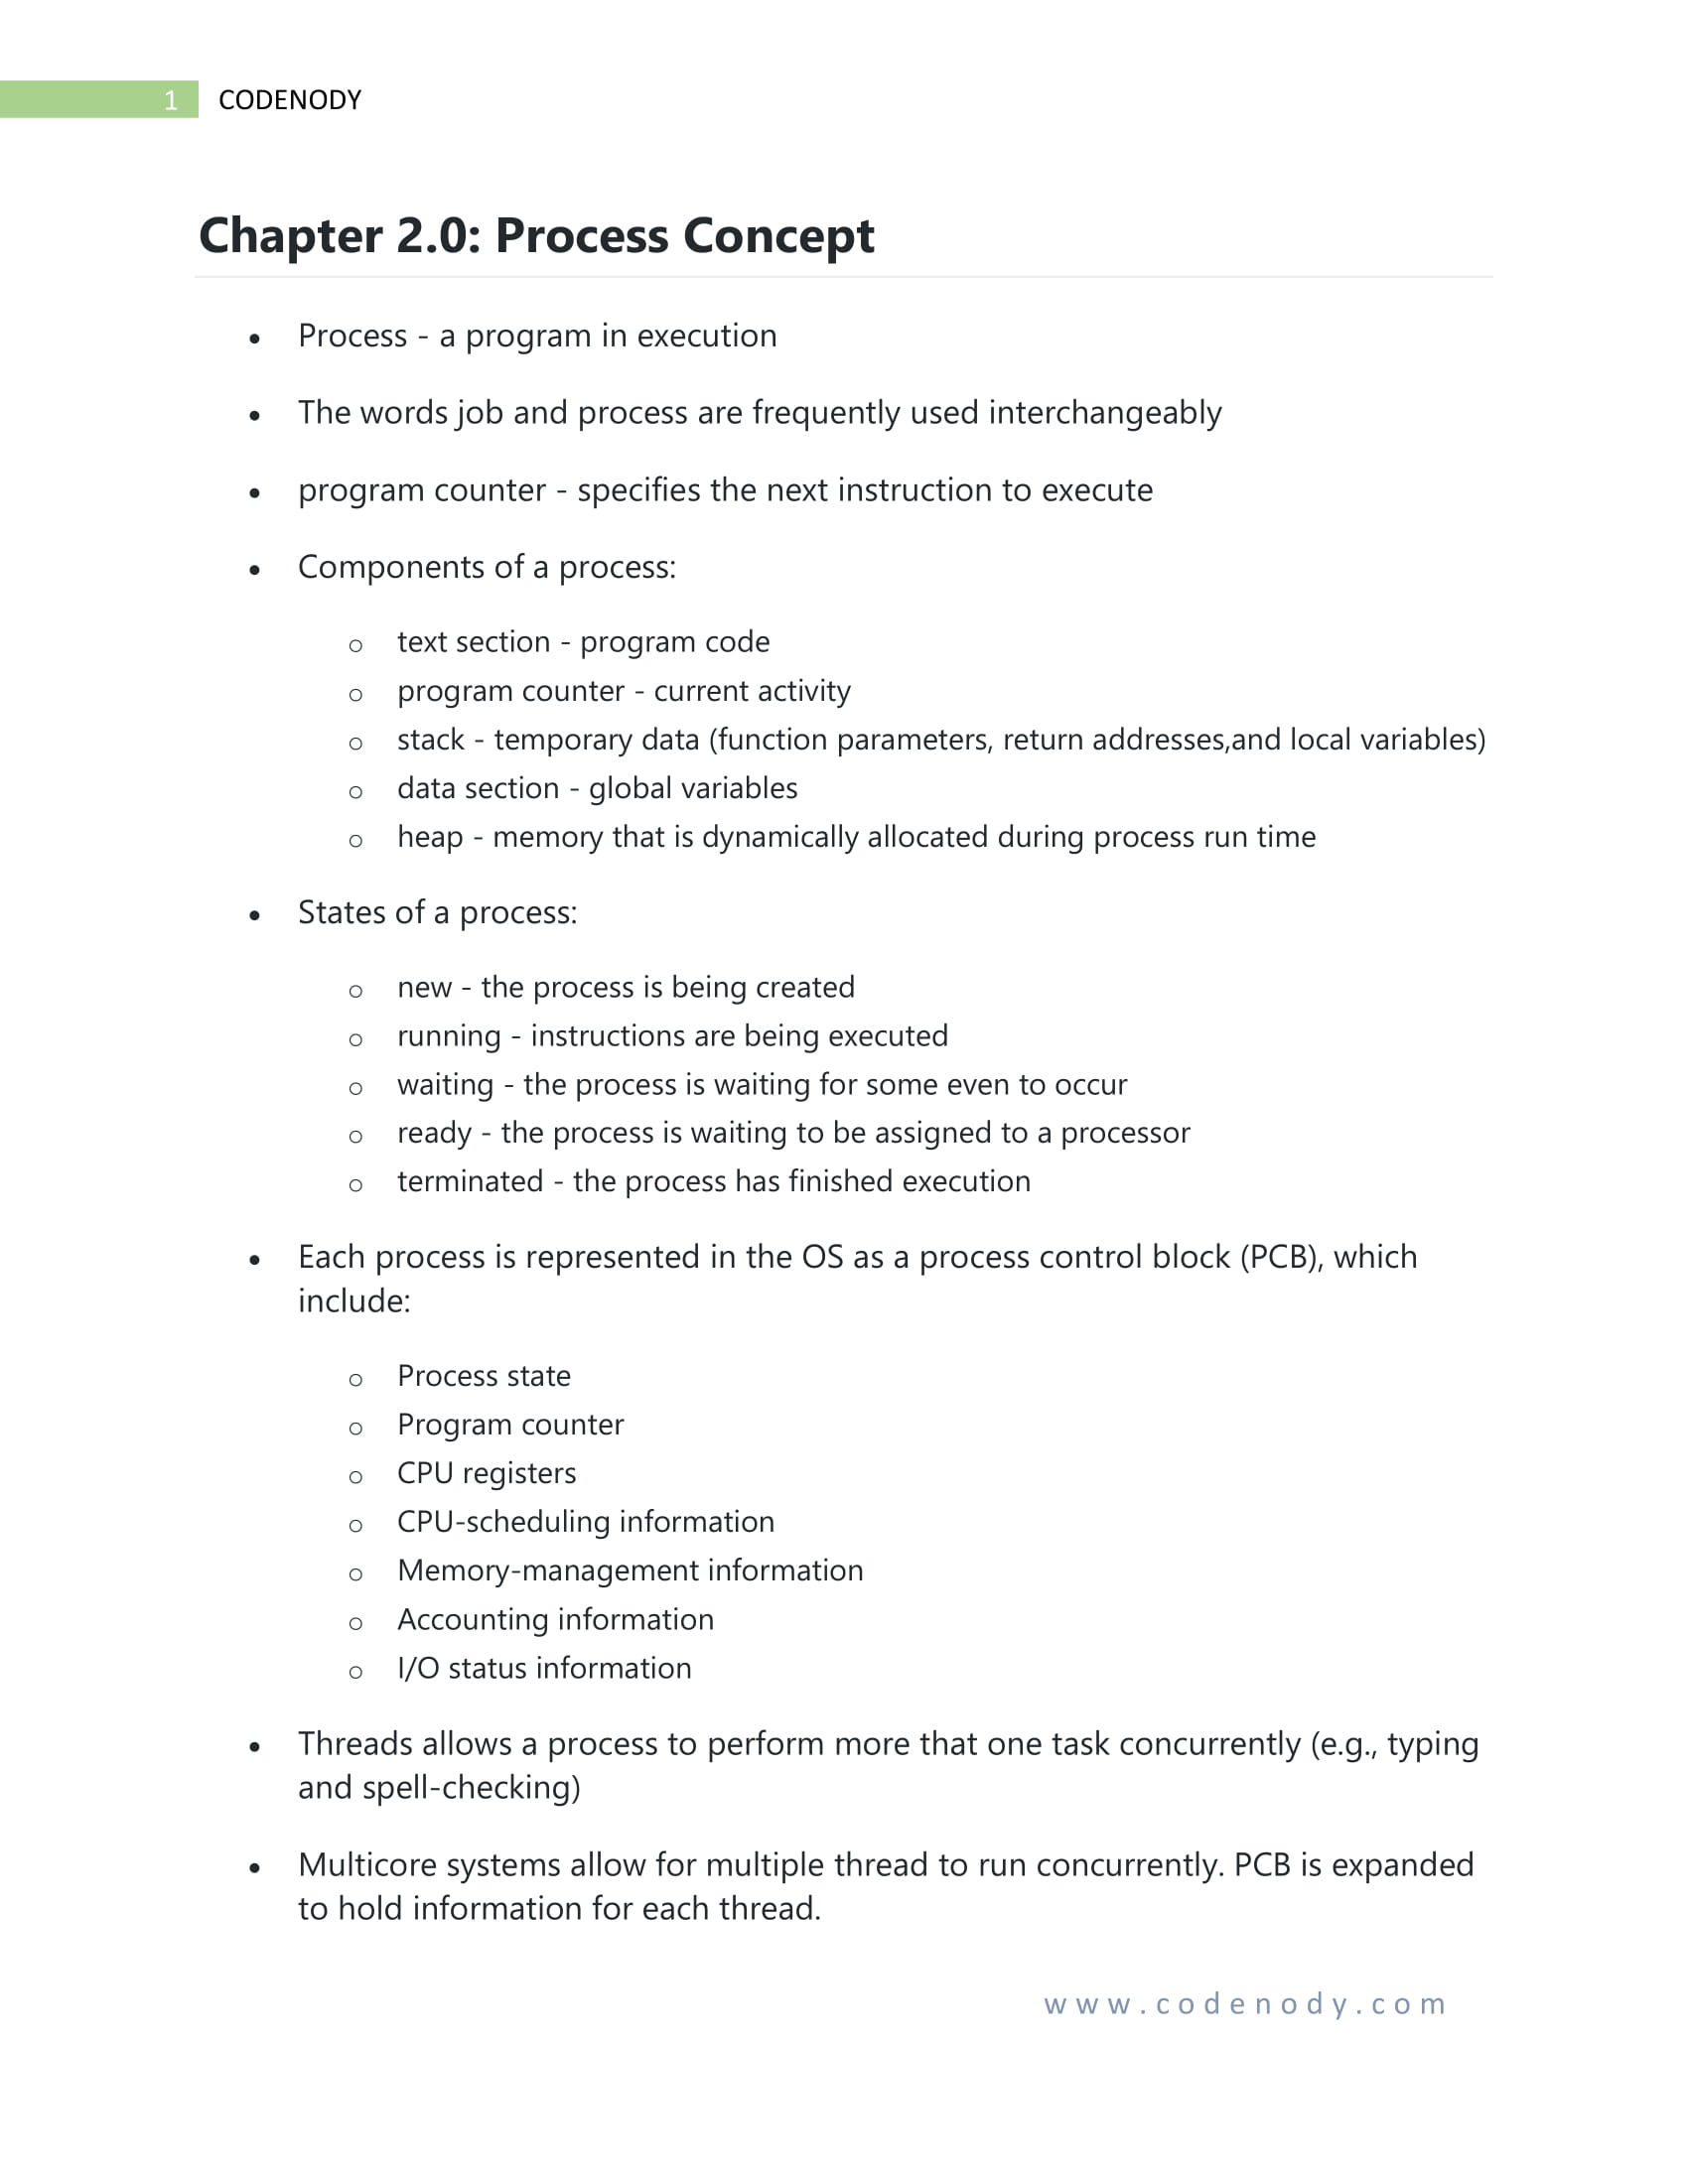 1 CODENODY
Chapter 2.0: Process Concept
• Process - a program in execution
• The words job and process are frequently used interchangeably
• program counter - specifies the next instruction to execute
• Components of a process:
o text section - program code
o program counter - current activity
o stack - temporary data (function parameters, return addresses,and local variables)
o data section - global variables
o heap - memory that is dynamically allocated during process run time
• States of a process:
o new - the process is being created
o running - instructions are being executed
o waiting - the process is waiting for some even to occur
o ready - the process is waiting to be assigned to a processor
o terminated - the process has finished execution
• Each process is represented in the OS as a process control block (PCB), which
include:
o Process state
o Program counter
o CPU registers
o CPU-scheduling information
o Memory-management information
o Accounting information
o I/O status information
• Threads allows a process to perform more that one task concurrently (e.g., typing
and spell-checking)
• Multicore systems allow for multiple thread to run concurrently. PCB is expanded
to hold information for each thread.
www.codenody.com